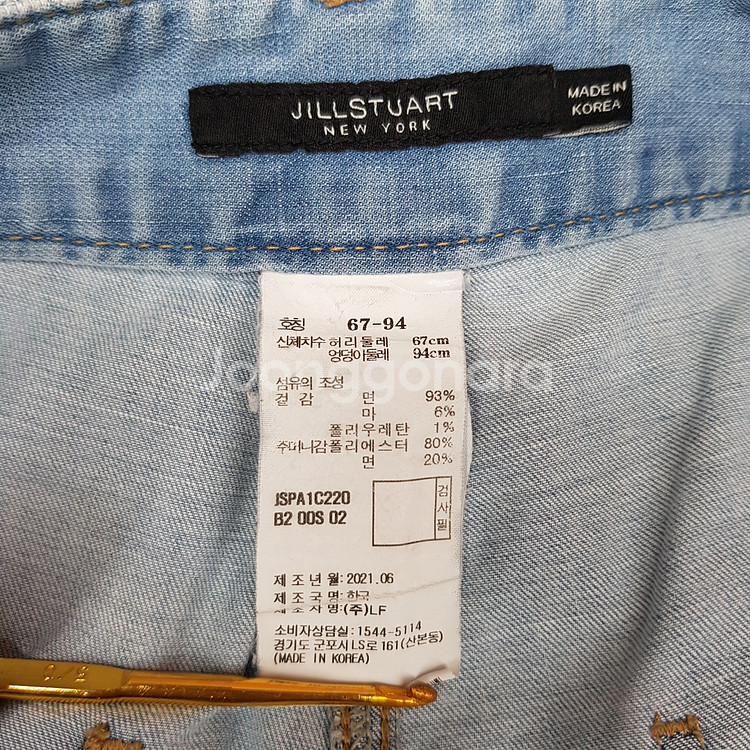 JILLSTUART
NEW YORK
MADE IN
KOREA
호칭 67-94
신체치수 허리둘레 67cm
엉덩이둘레 94cm
Joonggonara
섬유의 조성
겉감 면 93%
마 6%
폴리우레탄 1%
주머니감 폴리에스터 80%
면 20%
JSPA1C220
B2 00S 02
검사필
제조년월: 2021.06
제조국명: 한국
제조자명: (주)LF
소비자상담실: 1544-5114
경기도 군포시 LS로 161(산본동)
(MADE IN KOREA)